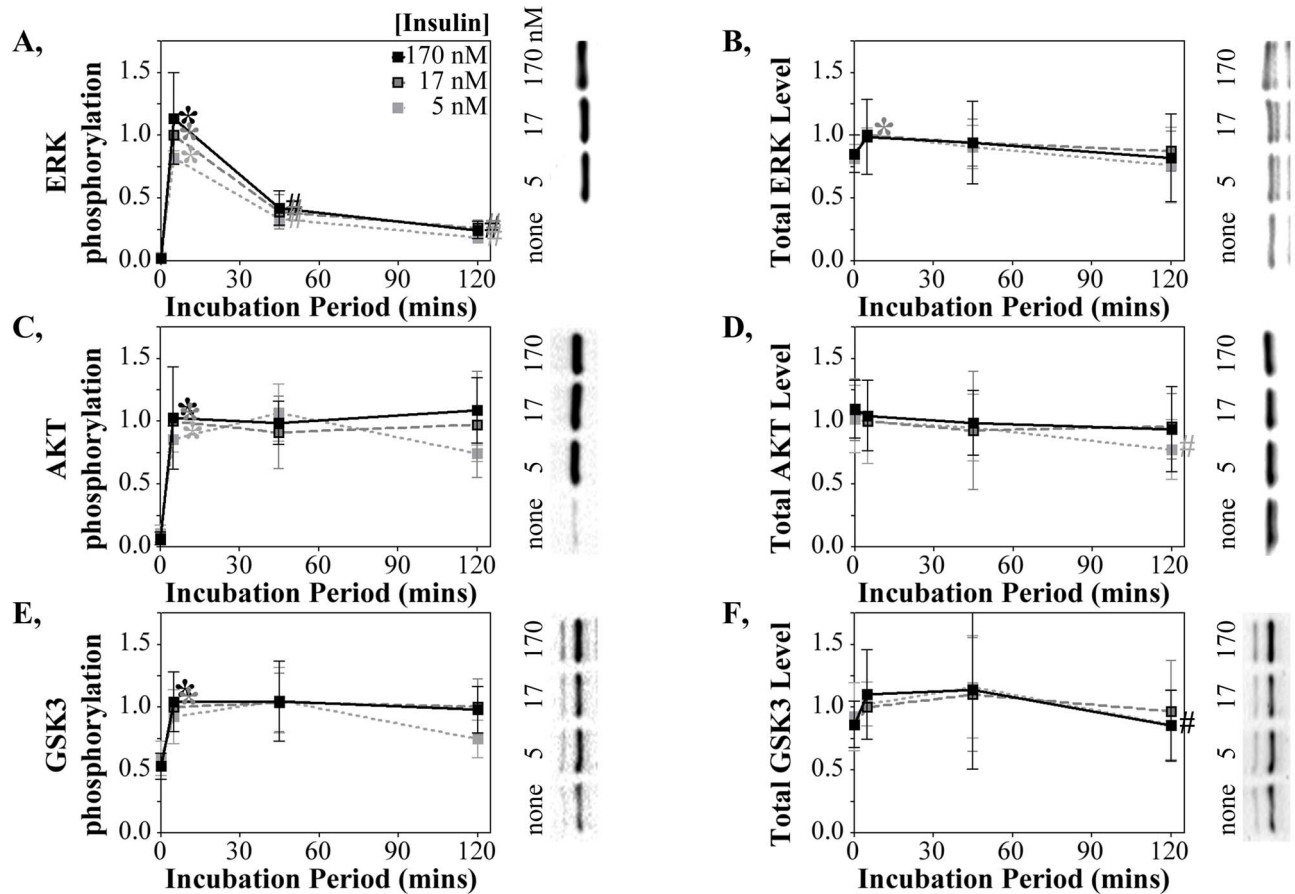 A,
[Insulin]
170 nM
17 nM
5 nM
ERK
phosphorylation
1.5
1.0
0.5
0.0
0 30 60 90 120
Incubation Period (mins)
* * *
# # #
# # #
none 5 17 170 nM
B,
Total ERK Level
1.5
1.0
0.5
0.0
0 30 60 90 120
Incubation Period (mins)
*
none 5 17 170
C,
AKT
phosphorylation
1.5
1.0
0.5
0.0
0 30 60 90 120
Incubation Period (mins)
* * *
none 5 17 170
D,
Total AKT Level
1.5
1.0
0.5
0.0
0 30 60 90 120
Incubation Period (mins)
#
none 5 17 170
E,
GSK3
phosphorylation
1.5
1.0
0.5
0.0
0 30 60 90 120
Incubation Period (mins)
* *
none 5 17 170
F,
Total GSK3 Level
1.5
1.0
0.5
0.0
0 30 60 90 120
Incubation Period (mins)
#
none 5 17 170